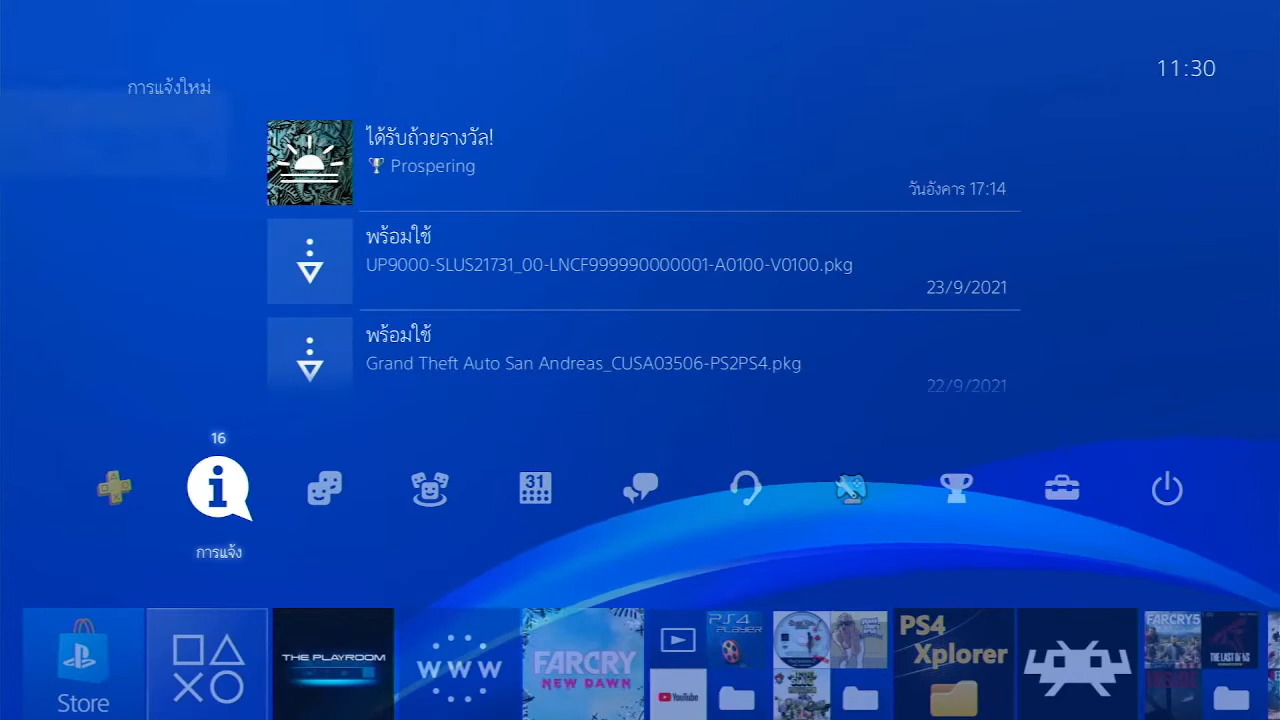 11:30
การแจ้งใหม่
ได้รับถ้วยรางวัล!
Prospering
วันอังคาร 17:14
พร้อมใช้
UP9000-SLUS21731_00-LNCF999990000001-A0100-V0100.pkg
23/9/2021
พร้อมใช้
Grand Theft Auto San Andreas_CUSA03506-PS2PS4.pkg
22/9/2021
16
31
การแจ้ง
Store
THE PLAYROOM
WWW
FARCRY
NEW DAWN
PS4
PLAYER
YouTube
PS4
Xplorer
FARCRY5
THE LAST OF US